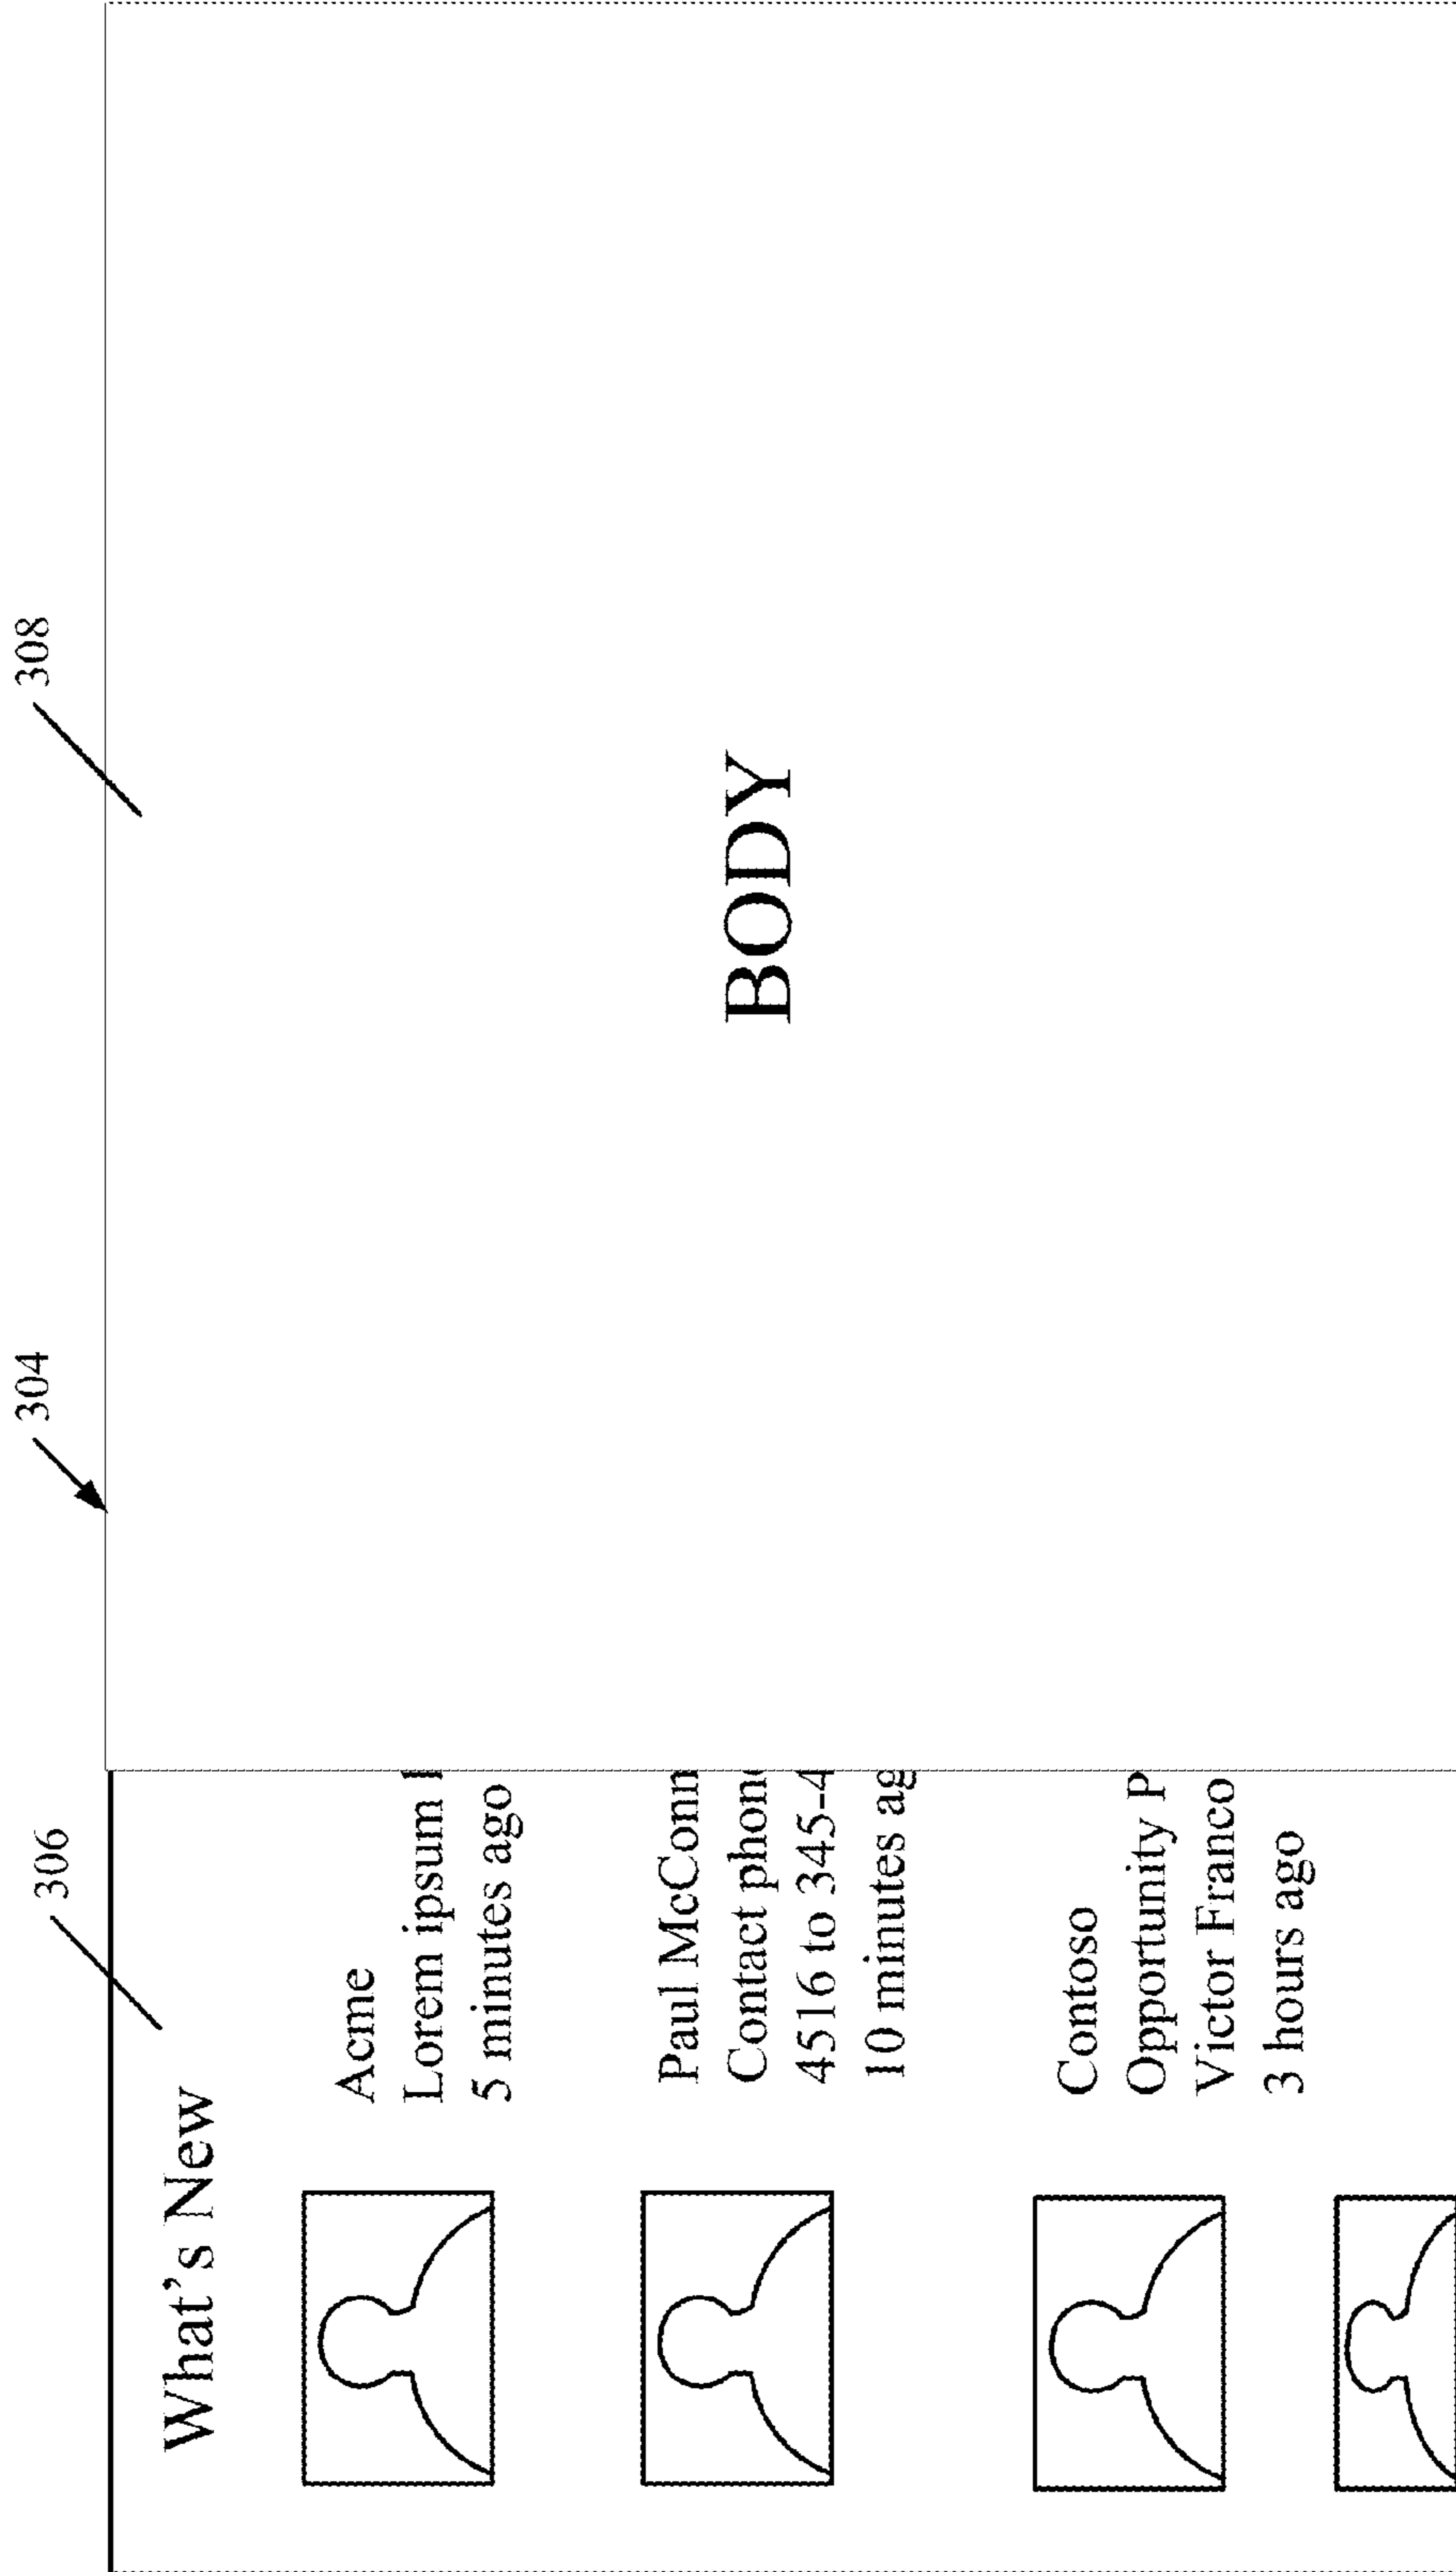 306
304
308
What's New
Acme
Lorem ipsum
5 minutes ago
Paul McConn
Contact phon
4516 to 345-4
10 minutes ag
Contoso
Opportunity P
Victor Franco
3 hours ago
BODY